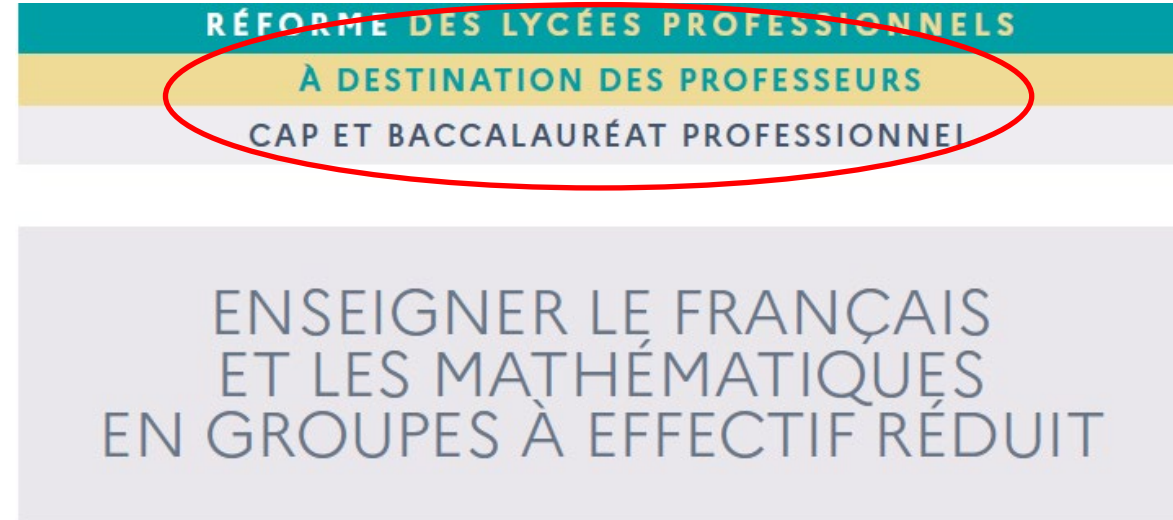 RÉFORME DES LYCÉES PROFESSIONNELS
À DESTINATION DES PROFESSEURS
CAP ET BACCALAURÉAT PROFESSIONNEL
ENSEIGNER LE FRANÇAIS
ET LES MATHÉMATIQUES
EN GROUPES À EFFECTIF RÉDUIT